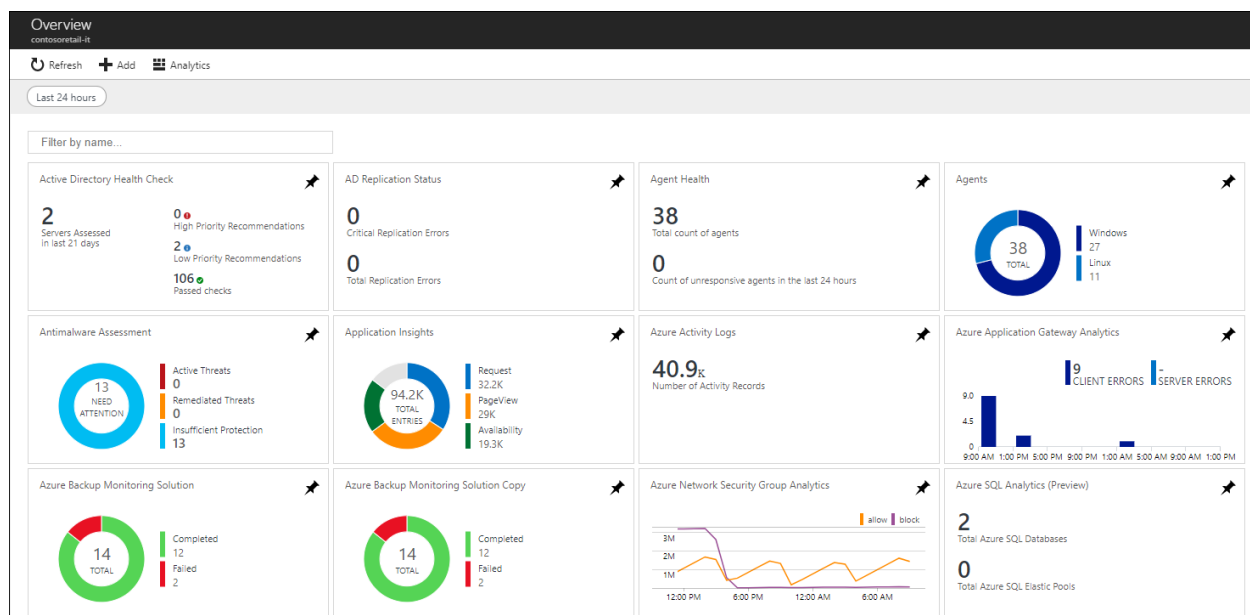 Overview
contosoretail-it
Refresh Add Analytics
Last 24 hours
Filter by name...
Active Directory Health Check
2
Servers Assessed
in last 21 days
0
High Priority Recommendations
2
Low Priority Recommendations
106
Passed checks
AD Replication Status
0
Critical Replication Errors
0
Total Replication Errors
Agent Health
38
Total count of agents
0
Count of unresponsive agents in the last 24 hours
Agents
38
TOTAL
Windows
27
Linux
11
Antimalware Assessment
13
NEED
ATTENTION
Active Threats
0
Remediated Threats
0
Insufficient Protection
13
Application Insights
94.2K
TOTAL
ENTRIES
Request
32.2K
PageView
29K
Availability
19.3K
Azure Activity Logs
40.9K
Number of Activity Records
Azure Application Gateway Analytics
9
CLIENT ERRORS
-
SERVER ERRORS
9.0
4.5
0
9:00 AM 1:00 PM 5:00 PM 9:00 PM 1:00 AM 5:00 AM 9:00 AM 1:00 PM
Azure Backup Monitoring Solution
14
TOTAL
Completed
12
Failed
2
Azure Backup Monitoring Solution Copy
14
TOTAL
Completed
12
Failed
2
Azure Network Security Group Analytics
allow block
3M
2M
1M
12:00 PM 6:00 PM 12:00 AM 6:00 AM
Azure SQL Analytics (Preview)
2
Total Azure SQL Databases
0
Total Azure SQL Elastic Pools